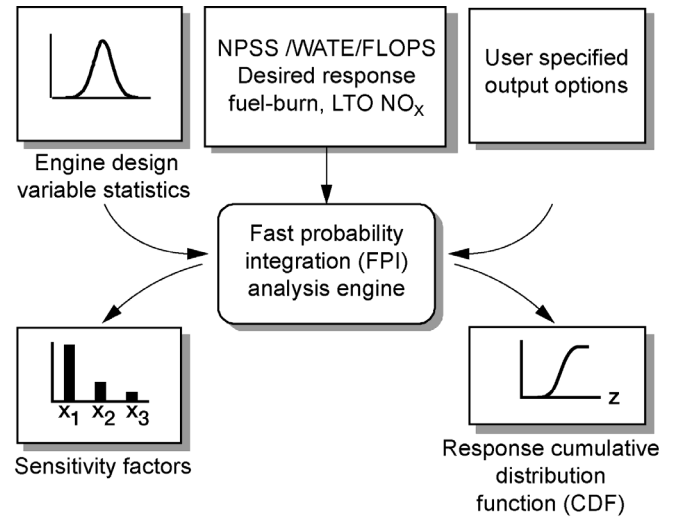 NPSS /WATE/FLOPS
Desired response
fuel-burn, LTO NOX
User specified
output options
Engine design
variable statistics
Fast probability
integration (FPI)
analysis engine
x1 x2 x3
Sensitivity factors
z
Response cumulative
distribution
function (CDF)